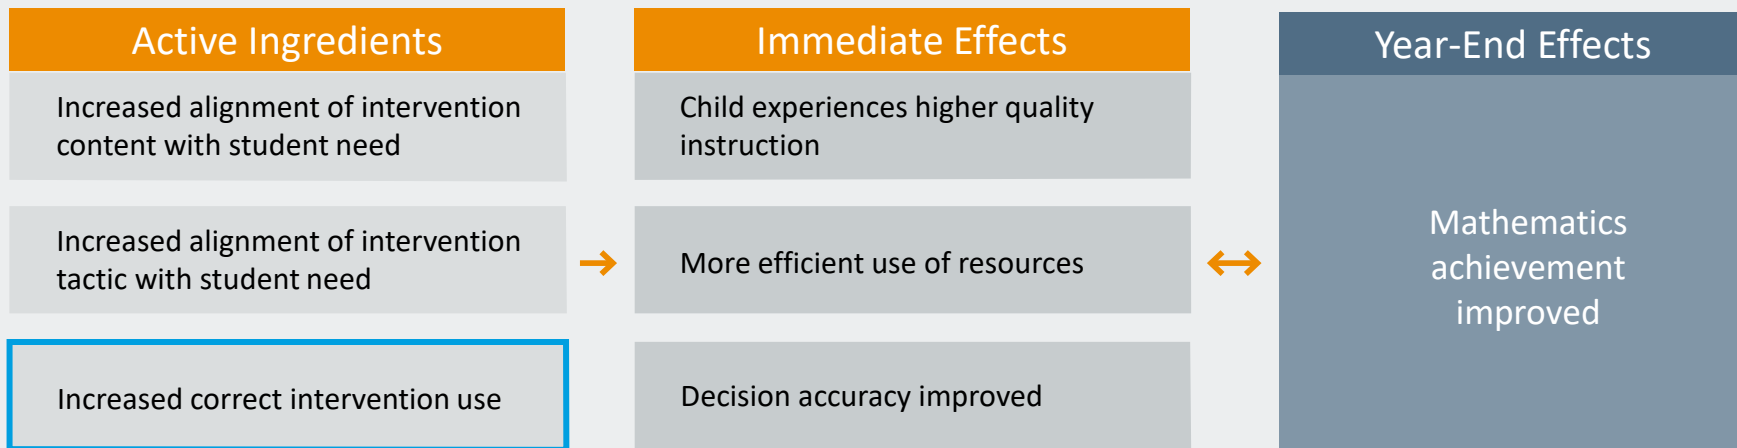 Active Ingredients
Increased alignment of intervention
content with student need
Increased alignment of intervention
tactic with student need
Increased correct intervention use
Immediate Effects
Child experiences higher quality
instruction
More efficient use of resources
Decision accuracy improved
Year-End Effects
Mathematics
achievement
improved